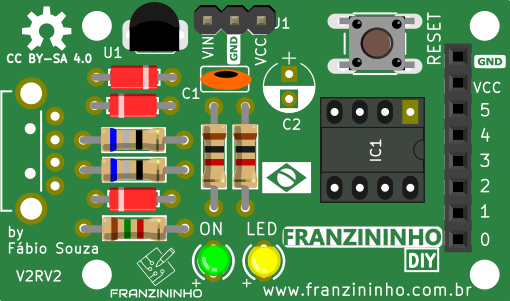 CC BY-SA 4.0
U1
J1
VIN
GND
VCC
C1
C2
RESET
GND
VCC
5
4
3
2
1
0
IC1
by
Fábio Souza
V2RV2
FRANZININHO
ON
LED
+
+
+
FRANZININHO
DIY
www.franzininho.com.br